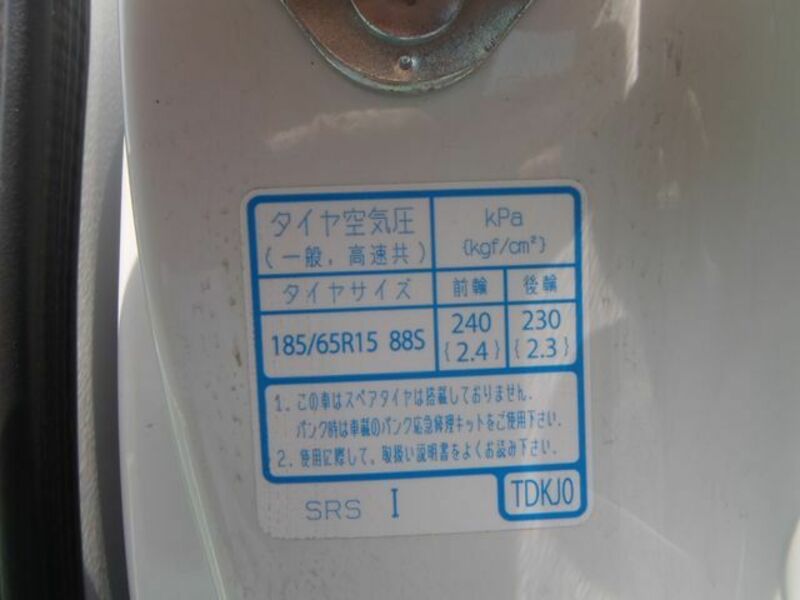 タイヤ空気圧
(一般,高速共)
kPa
{kgf/cm²}
タイヤサイズ 前輪 後輪
185/65R15 88S 240 230
{2.4} {2.3}
1. この車はスペアタイヤは搭載しておりません.
パンク時は車載のパンク応急修理キットをご使用下さい.
2. 使用に際して、取扱い説明書をよくお読み下さい.
SRS I TDKJ0